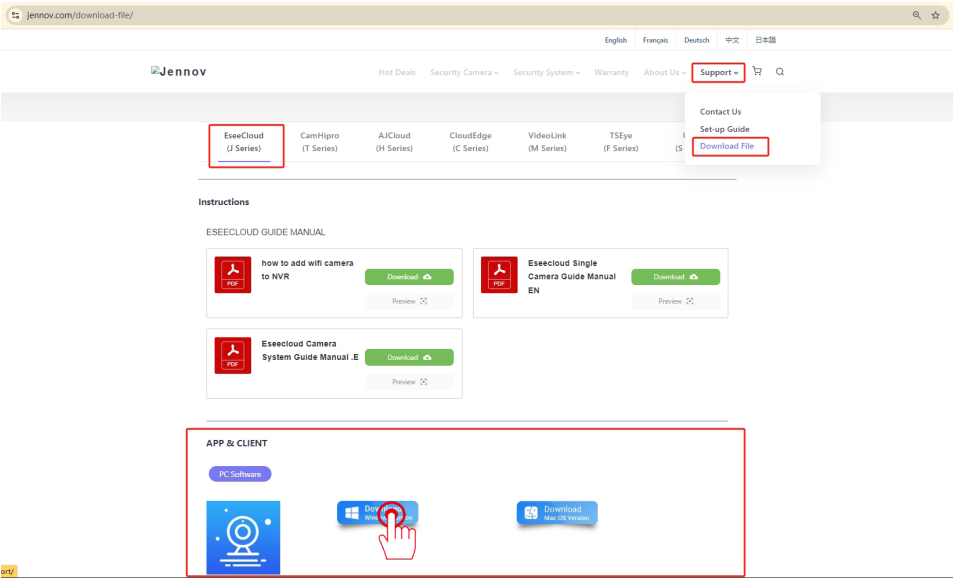 jennov.com/download-file/
English Français Deutsch 中文 日本語
Jennov Hot Deals Security Camera Security System Warranty About Us Support
Contact Us
Set-up Guide
Download File
EseeCloud CamHipro AJCloud CloudEdge VideoLink TSEye
(J Series) (T Series) (H Series) (C Series) (M Series) (F Series) (S
Instructions
ESEECLOUD GUIDE MANUAL
PDF
how to add wifi camera
to NVR
Download
Preview
PDF
Eseecloud Single
Camera Guide Manual
EN
Download
Preview
PDF
Eseecloud Camera
System Guide Manual .E
Download
Preview
APP & CLIENT
PC Software
Download
Mac OS Version
ort/